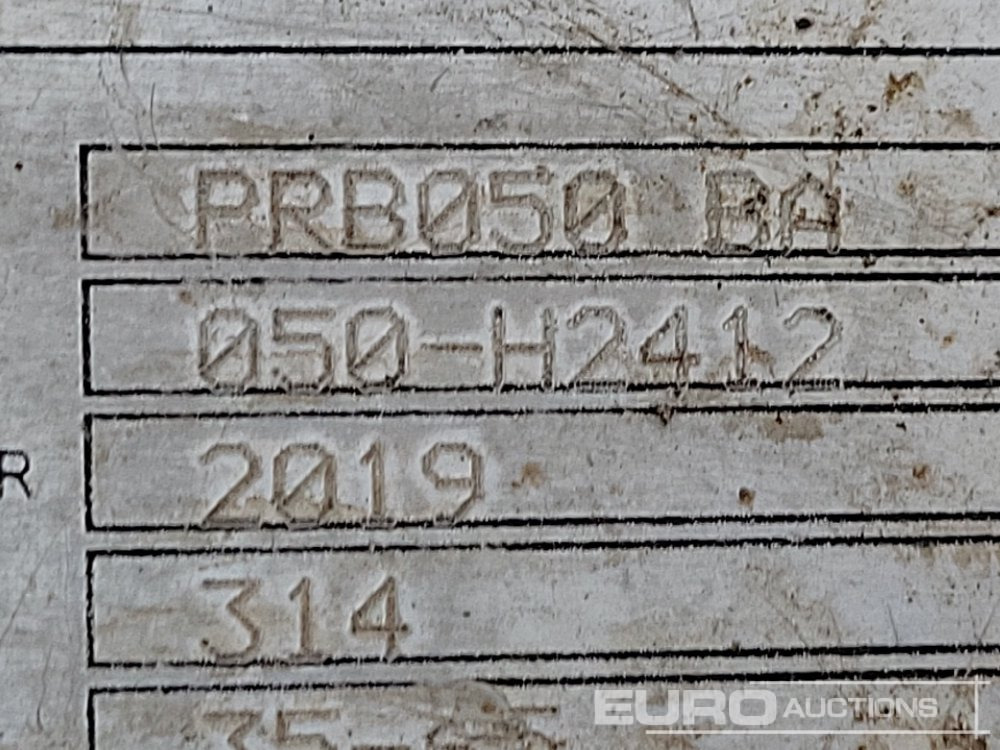 PRB050 BA
050-H2412
2019
R
314
EURO AUCTIONS